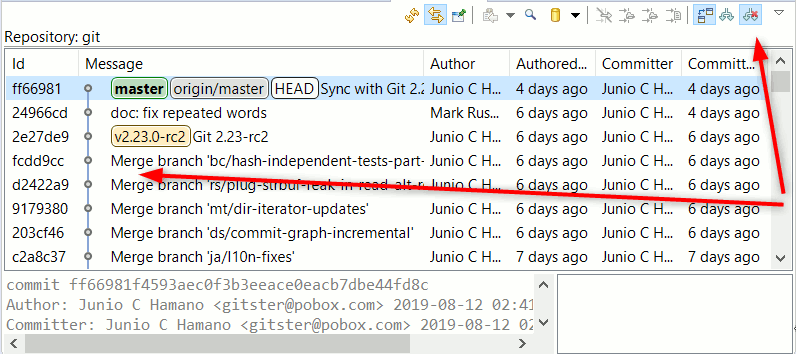 Repository: git
Id Message Author Authored... Committer Committ...
ff66981 master origin/master HEAD Sync with Git 2.2 Junio C H... 4 days ago Junio C H... 4 days ago
24966cd doc: fix repeated words Mark Rus... 4 days ago Junio C H... 4 days ago
2e27de9 v2.23.0-rc2 Git 2.23-rc2 Junio C H... 6 days ago Junio C H... 6 days ago
fcdd9cc Merge branch 'bc/hash-independent-tests-part- Junio C H... 6 days ago Junio C H... 6 days ago
d2422a9 Merge branch 'rs/plug-strbuf-reak-in-read-alt-r Junio C H... 6 days ago Junio C H... 6 days ago
9179380 Merge branch 'mt/dir-iterator-updates' Junio C H... 6 days ago Junio C H... 6 days ago
203cf46 Merge branch 'ds/commit-graph-incremental' Junio C H... 6 days ago Junio C H... 6 days ago
c2a8c37 Merge branch 'ja/l10n-fixes' Junio C H... 7 days ago Junio C H... 7 days ago
commit ff66981f4593aec0f3b3eeace0eacb7dbe44fd8c
Author: Junio C Hamano <gitster@pobox.com> 2019-08-12 02:41
Committer: Junio C Hamano <gitster@pobox.com> 2019-08-12 02